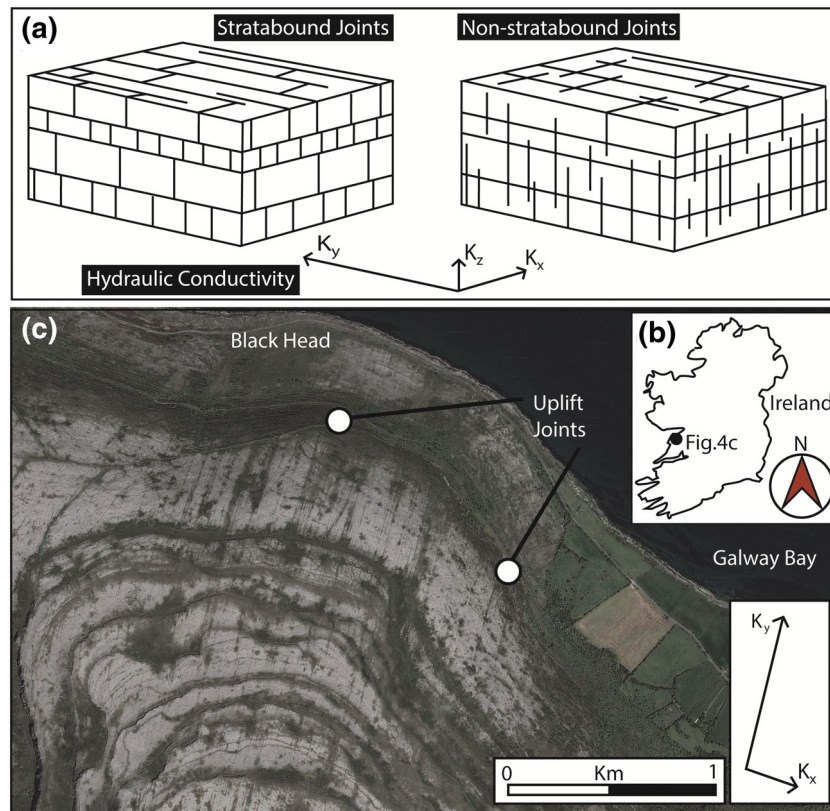 (a)
Stratabound Joints
Non-stratabound Joints
Ky
Kz
Kx
Hydraulic Conductivity
(c)
Black Head
(b)
Uplift
Joints
Ireland
Fig.4c
N
Galway Bay
Ky
Kx
0 Km 1